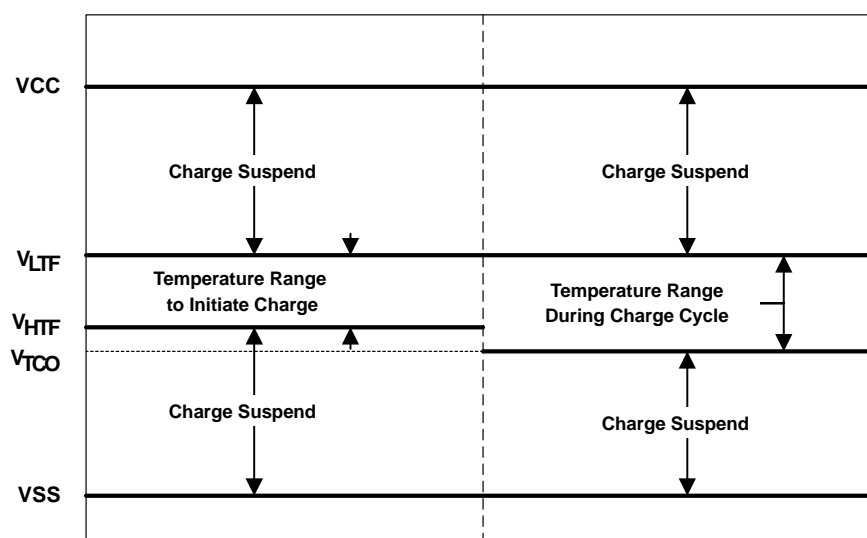 VCC
Charge Suspend
Charge Suspend
VLTF
Temperature Range
to Initiate Charge
Temperature Range
During Charge Cycle
VHTF
VTCO
Charge Suspend
Charge Suspend
VSS